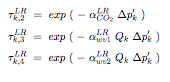 τ^{LR}_{k,2} = exp ( − α^{LR}_{CO_2} Δp′_k )
τ^{LR}_{k,3} = exp ( − α^{LR}_{wv1} Q_k Δp′_k )
τ^{LR}_{k,4} = exp ( − α^{LR}_{wv2} Q_k Δp′_k )